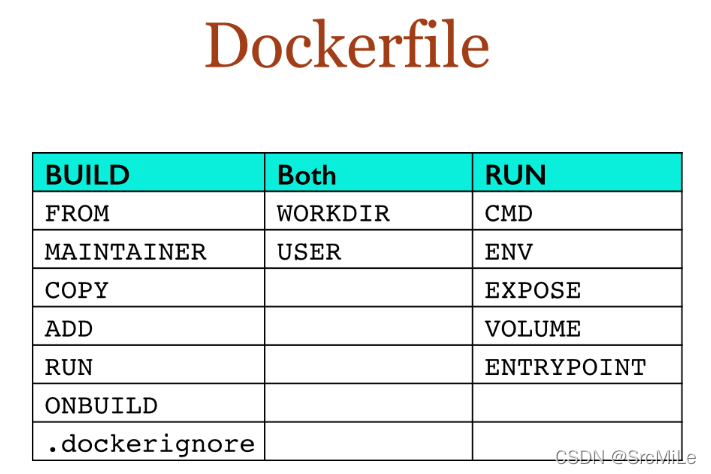 Dockerfile
BUILD Both RUN
FROM WORKDIR CMD
MAINTAINER USER ENV
COPY EXPOSE
ADD VOLUME
RUN ENTRYPOINT
ONBUILD
.dockerignore
CSDN @SrcMiLe